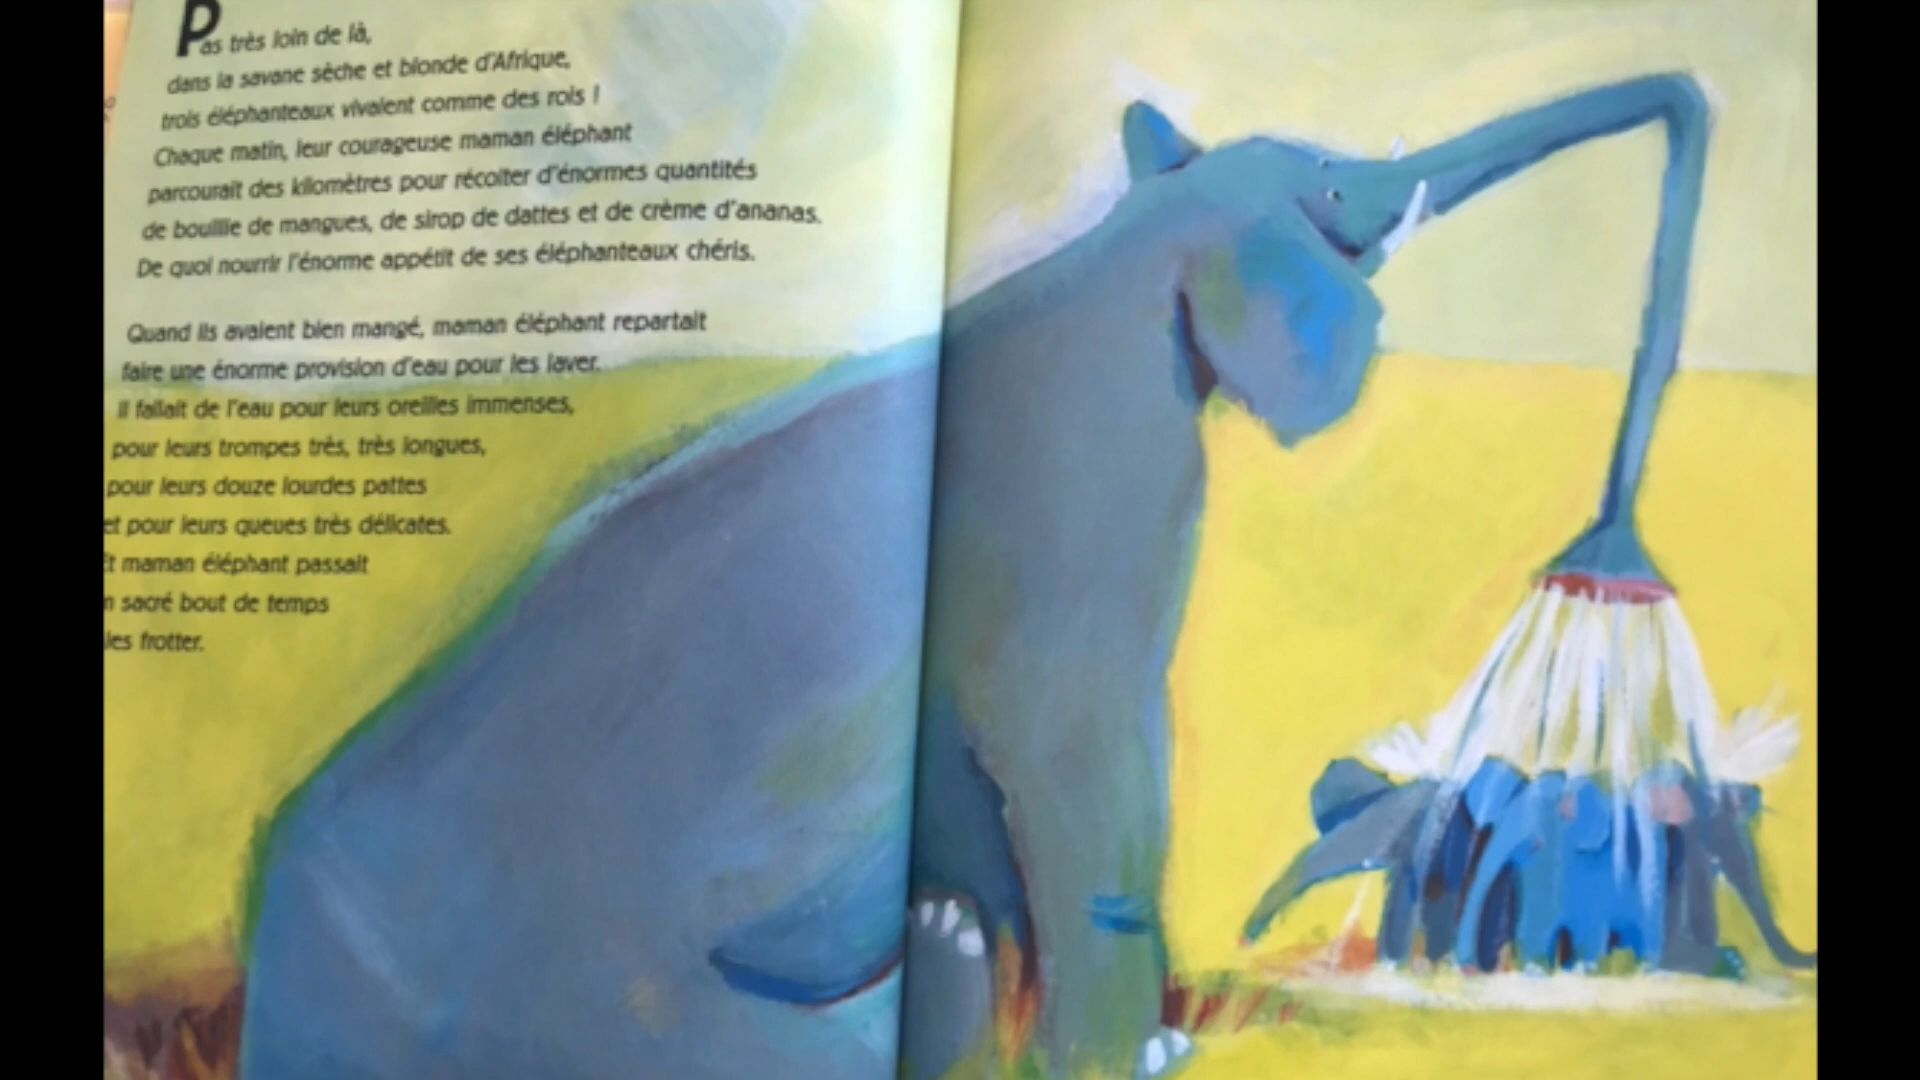 Pas très loin de là,
dans la savane sèche et blonde d'Afrique,
trois éléphanteaux vivaient comme des rois !
Chaque matin, leur courageuse maman éléphant
parcourait des kilomètres pour récolter d'énormes quantités
de bouillie de mangues, de sirop de dattes et de crème d'ananas.
De quoi nourrir l'énorme appétit de ses éléphanteaux chéris.
Quand ils avaient bien mangé, maman éléphant repartait
faire une énorme provision d'eau pour les laver.
Il fallait de l'eau pour leurs oreilles immenses,
pour leurs trompes très, très longues,
pour leurs douze lourdes pattes
et pour leurs queues très délicates.
Et maman éléphant passait
sacré bout de temps
les frotter.